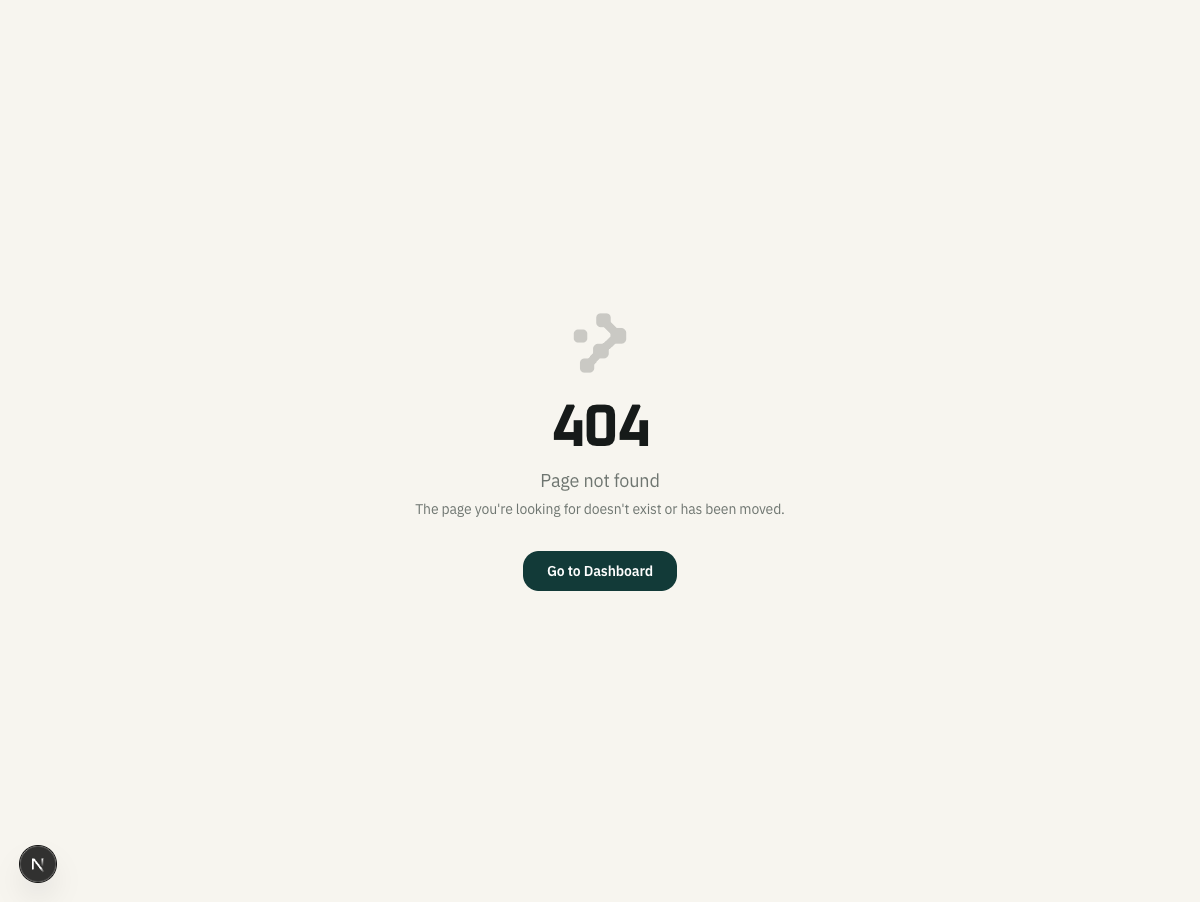 404
Page not found
The page you're looking for doesn't exist or has been moved.
Go to Dashboard
N